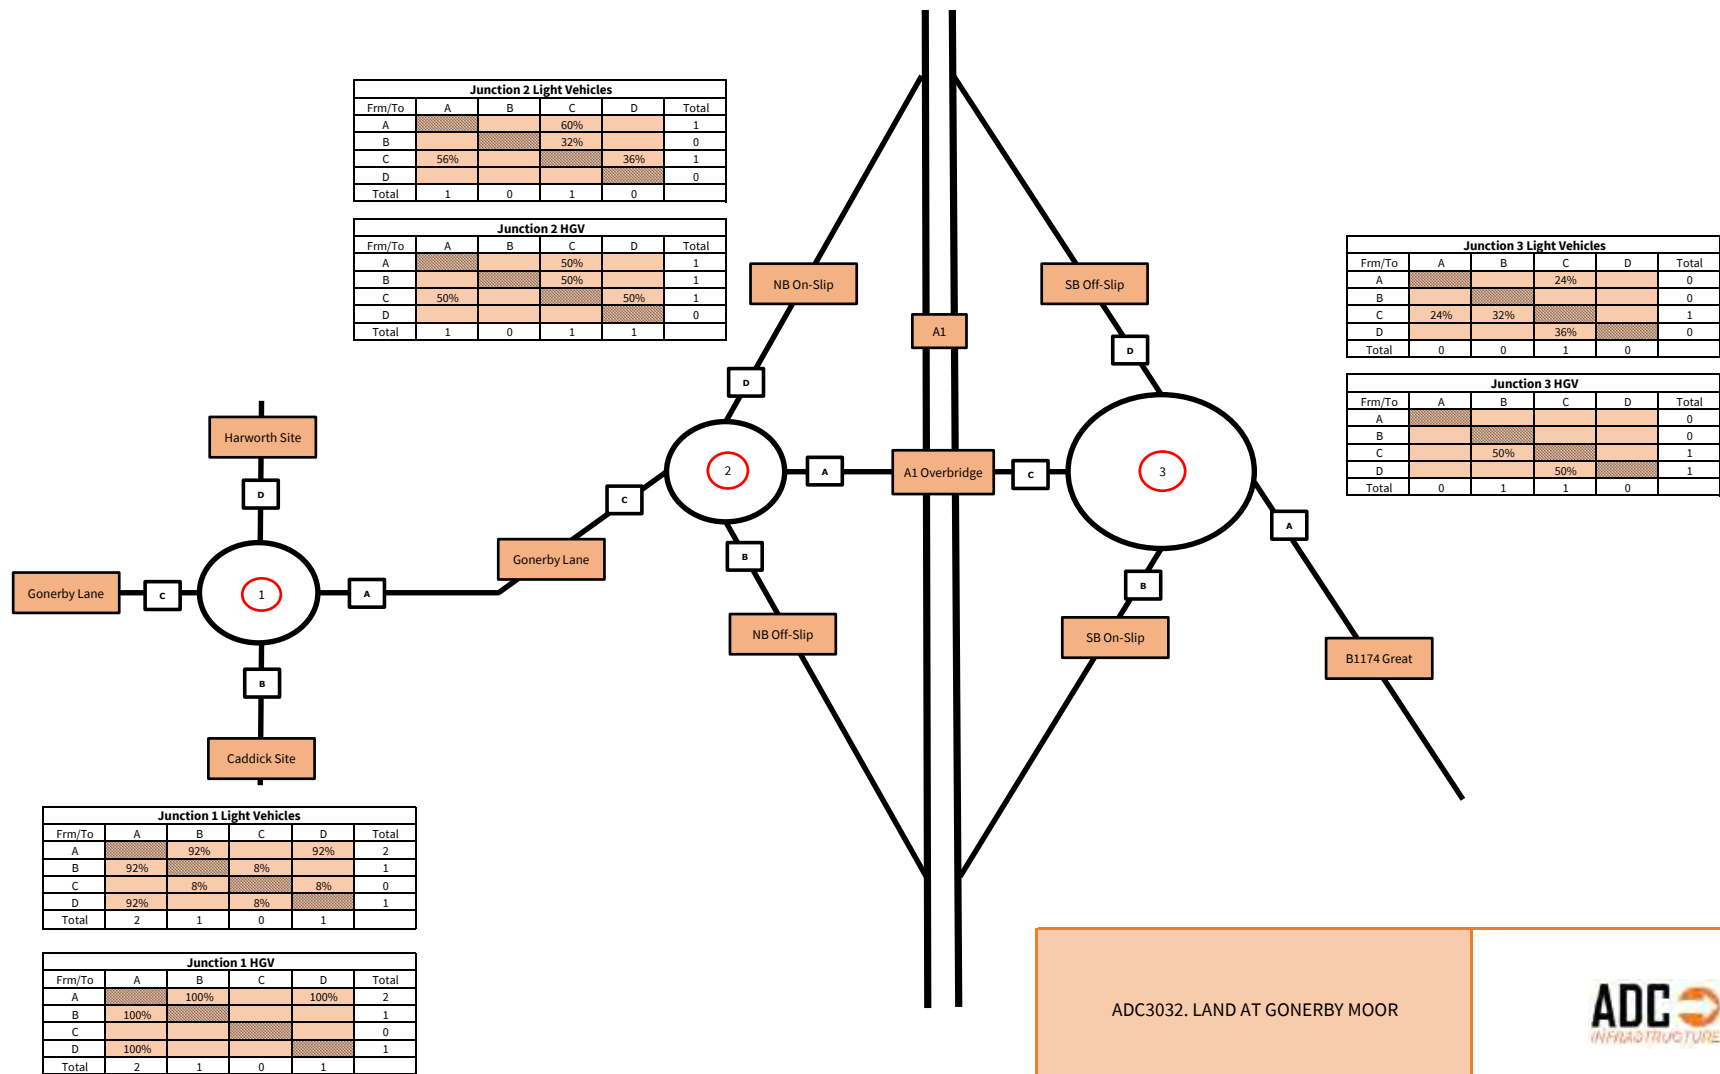 Junction 2 Light Vehicles
Frm/To A B C D Total
A 60% 1
B 32% 0
C 56% 36% 1
D 0
Total 1 0 1 0
Junction 2 HGV
Frm/To A B C D Total
A 50% 1
B 50% 1
C 50% 50% 1
D 0
Total 1 0 1 1
Junction 3 Light Vehicles
Frm/To A B C D Total
A 24% 0
B 0
C 24% 32% 1
D 36% 0
Total 0 0 1 0
Junction 3 HGV
Frm/To A B C D Total
A 0
B 0
C 50% 1
D 50% 1
Total 0 1 1 0
NB On-Slip
SB Off-Slip
A1
D
D
Harworth Site
2
A
A1 Overbridge
C
3
D
C
A
Gonerby Lane
B
B
Gonerby Lane
C
1
A
NB Off-Slip
SB On-Slip
B1174 Great
B
Caddick Site
Junction 1 Light Vehicles
Frm/To A B C D Total
A 92% 92% 2
B 92% 8% 1
C 8% 8% 0
D 92% 8% 1
Total 2 1 0 1
Junction 1 HGV
Frm/To A B C D Total
A 100% 100% 2
B 100% 1
C 0
D 100% 1
Total 2 1 0 1
ADC3032. LAND AT GONERBY MOOR
ADC
INFRASTRUCTURE